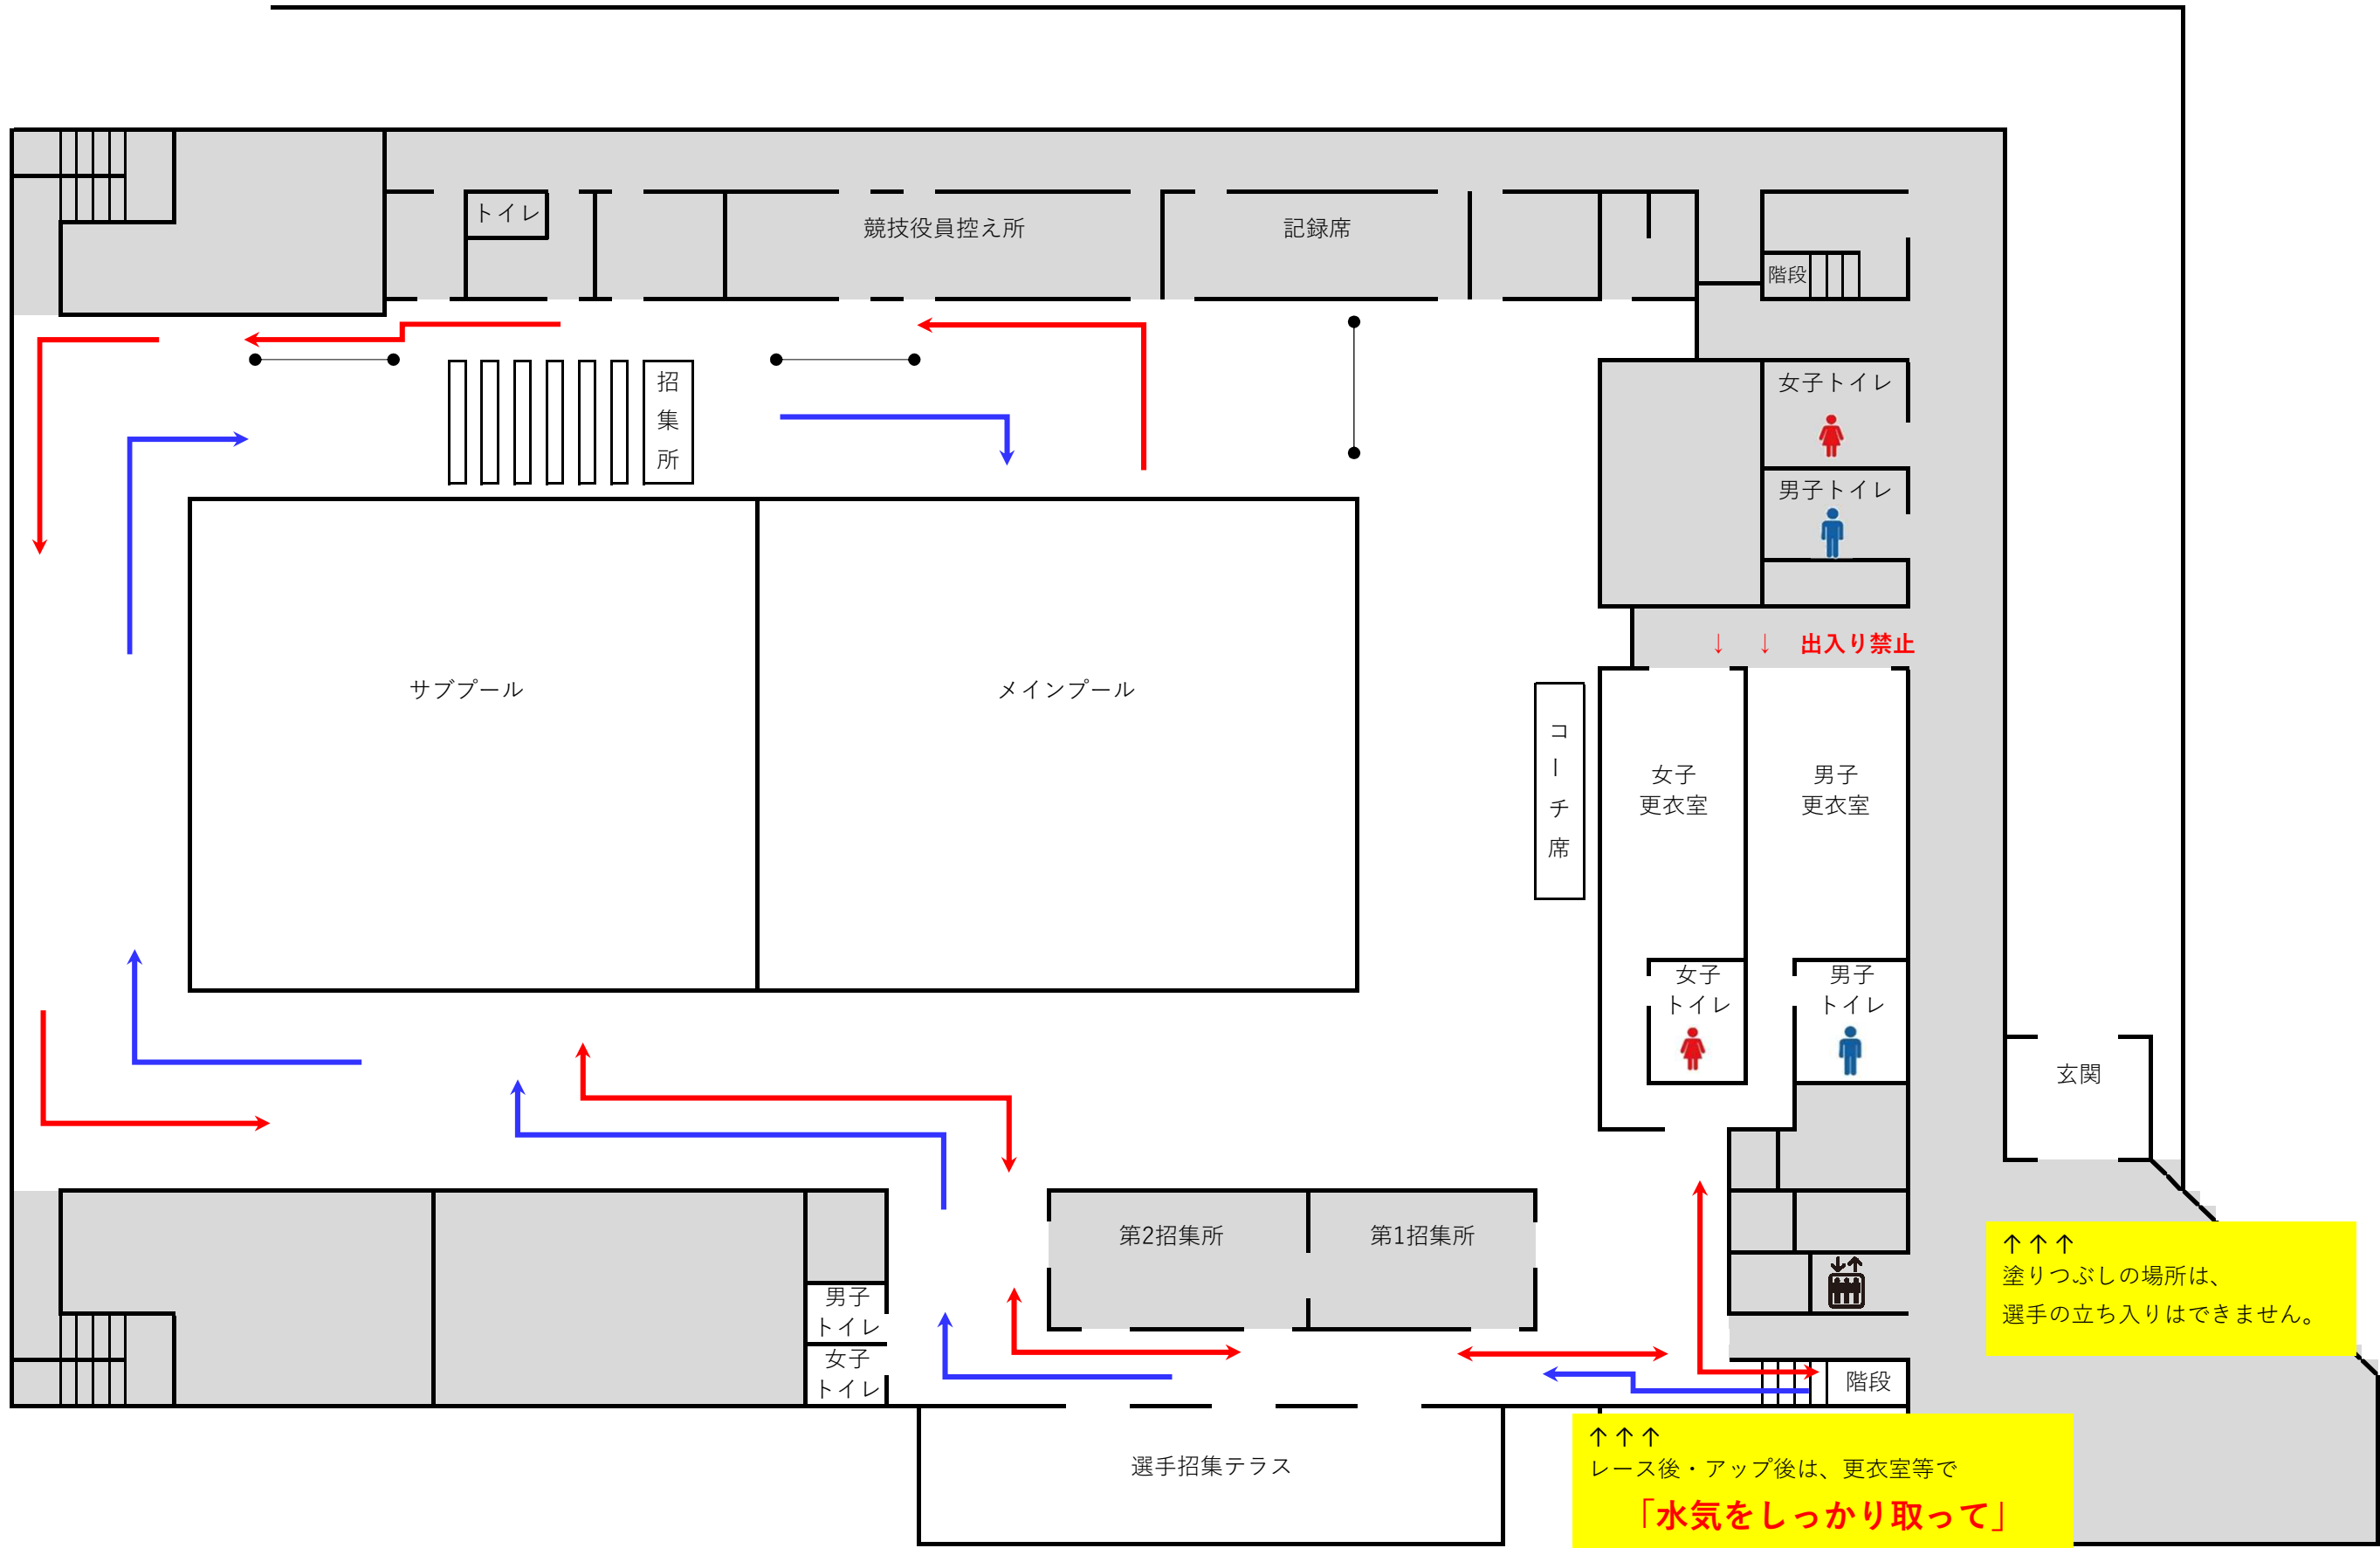 トイレ
競技役員控え所
記録席
階段
招
集
所
女子トイレ
男子トイレ
↓ ↓ 出入り禁止
サブプール
メインプール
コーチ席
女子
更衣室
男子
更衣室
女子
トイレ
男子
トイレ
玄関
第2招集所
第1招集所
男子
トイレ
女子
トイレ
階段
選手招集テラス
↑↑↑
塗りつぶしの場所は、
選手の立ち入りはできません。
↑↑↑
レース後・アップ後は、更衣室等で
「水気をしっかり取って」